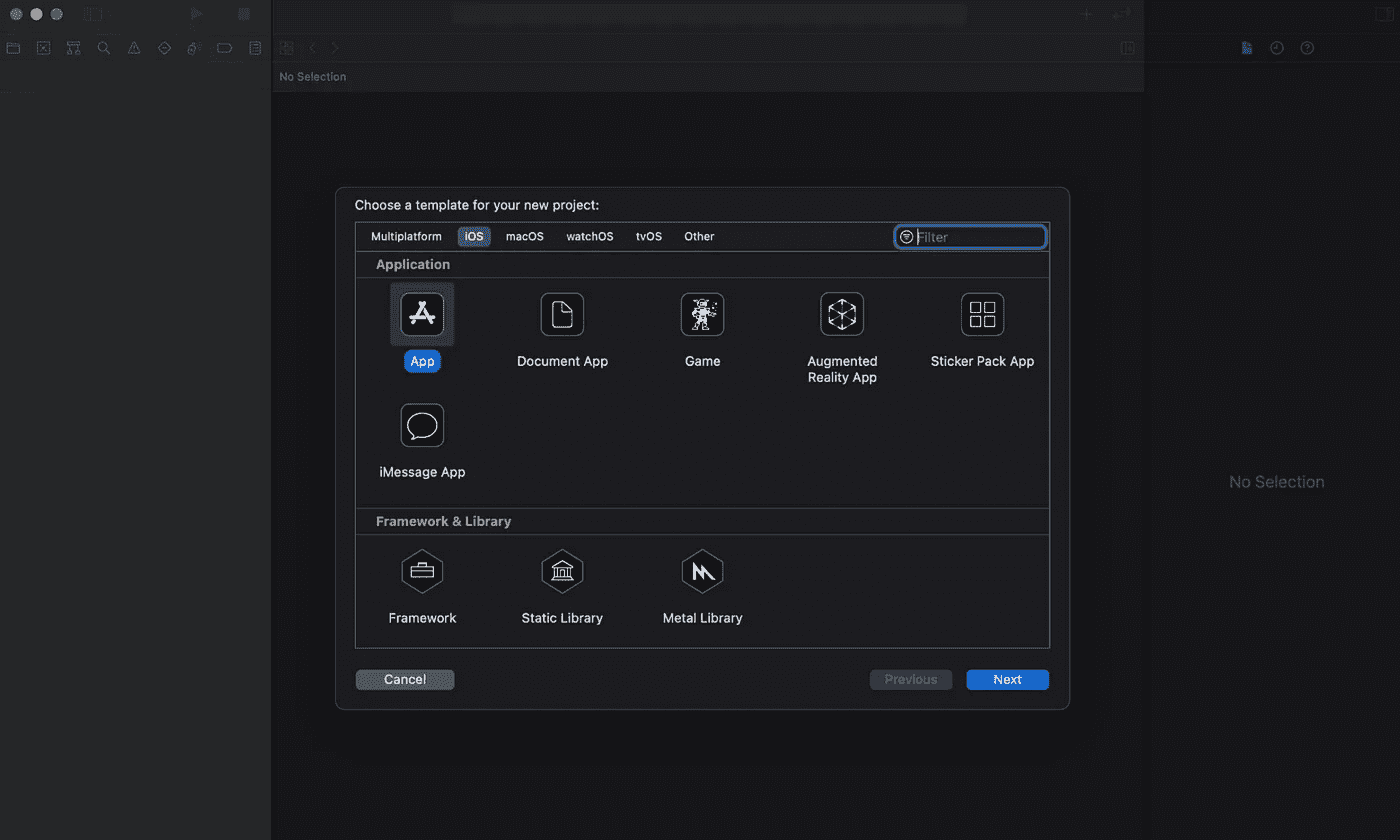 No Selection
Choose a template for your new project:
Multiplatform iOS macOS watchOS tvOS Other Filter
Application
App Document App Game Augmented Reality App Sticker Pack App
iMessage App
No Selection
Framework & Library
Framework Static Library Metal Library
Cancel Previous Next